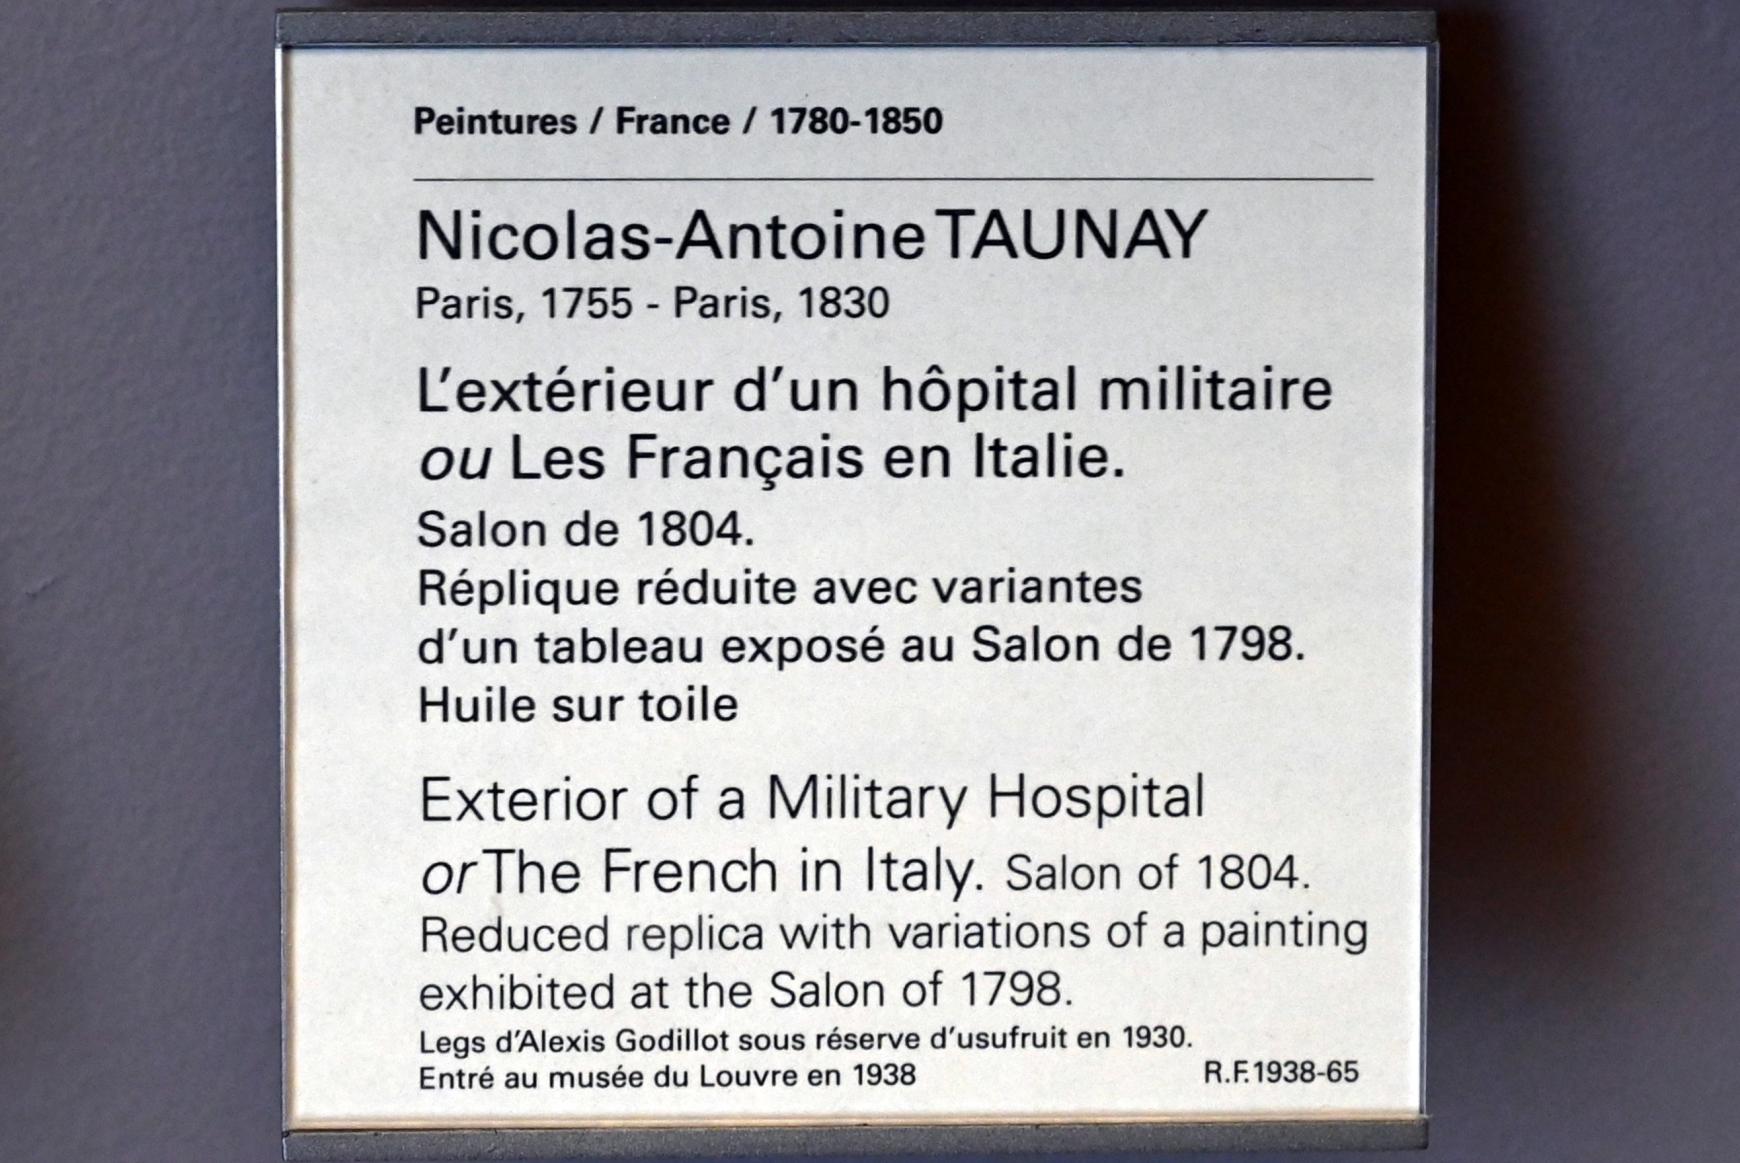 Peintures / France / 1780-1850
Nicolas-Antoine TAUNAY
Paris, 1755 - Paris, 1830
L'extérieur d'un hôpital militaire
ou Les Français en Italie.
Salon de 1804.
Réplique réduite avec variantes
d'un tableau exposé au Salon de 1798.
Huile sur toile
Exterior of a Military Hospital
or The French in Italy. Salon of 1804.
Reduced replica with variations of a painting
exhibited at the Salon of 1798.
Legs d'Alexis Godillot sous réserve d'usufruit en 1930.
Entré au musée du Louvre en 1938 R.F.1938-65